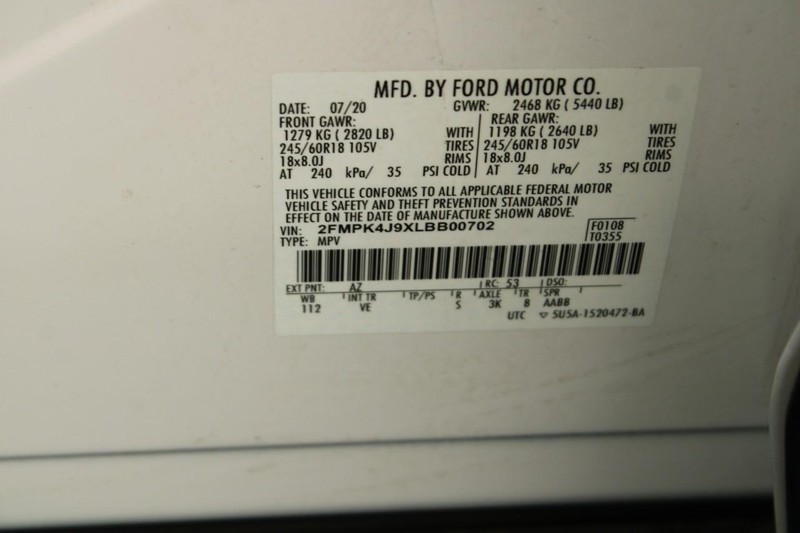 MFD. BY FORD MOTOR CO.
DATE: 07/20 GVWR: 2468 KG ( 5440 LB)
FRONT GAWR: REAR GAWR:
1279 KG ( 2820 LB) WITH 1198 KG ( 2640 LB) WITH
245/60R18 105V TIRES 245/60R18 105V TIRES
18x8.0J RIMS 18x8.0J RIMS
AT 240 kPa/ 35 PSI COLD AT 240 kPa/ 35 PSI COLD
THIS VEHICLE CONFORMS TO ALL APPLICABLE FEDERAL MOTOR
VEHICLE SAFETY AND THEFT PREVENTION STANDARDS IN
EFFECT ON THE DATE OF MANUFACTURE SHOWN ABOVE.
VIN: 2FMPK4J9XLBB00702 F0108
TYPE: MPV T0355
EXT PNT: AZ RC: 53 DSO:
WB INT TR TP/PS R AXLE TR SPR
112 VE S 3K 8 AABB
UTC 5U5A-1520472-BA